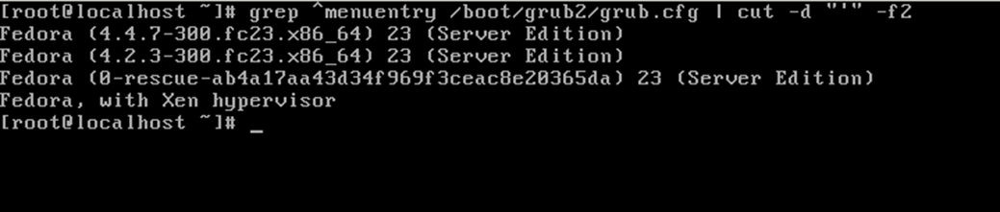 [root@localhost ~]# grep ^menuentry /boot/grub2/grub.cfg | cut -d "'" -f2
Fedora (4.4.7-300.fc23.x86_64) 23 (Server Edition)
Fedora (4.2.3-300.fc23.x86_64) 23 (Server Edition)
Fedora (0-rescue-ab4a17aa43d34f969f3ceac8e20365da) 23 (Server Edition)
Fedora, with Xen hypervisor
[root@localhost ~]# _